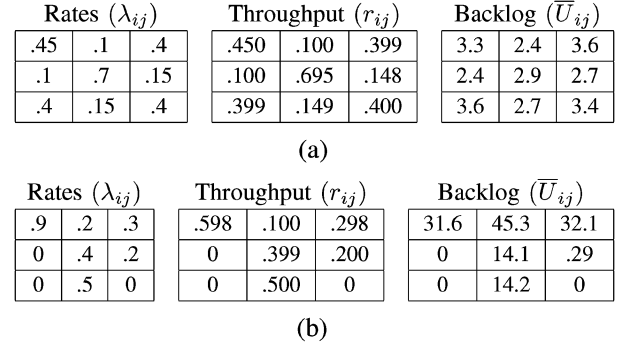 Rates (λij) Throughput (rij) Backlog (U̅ij)
.45 .1 .4 .450 .100 .399 3.3 2.4 3.6
.1 .7 .15 .100 .695 .148 2.4 2.9 2.7
.4 .15 .4 .399 .149 .400 3.6 2.7 3.4
(a)
Rates (λij) Throughput (rij) Backlog (U̅ij)
.9 .2 .3 .598 .100 .298 31.6 45.3 32.1
0 .4 .2 0 .399 .200 0 14.1 .29
0 .5 0 0 .500 0 0 14.2 0
(b)